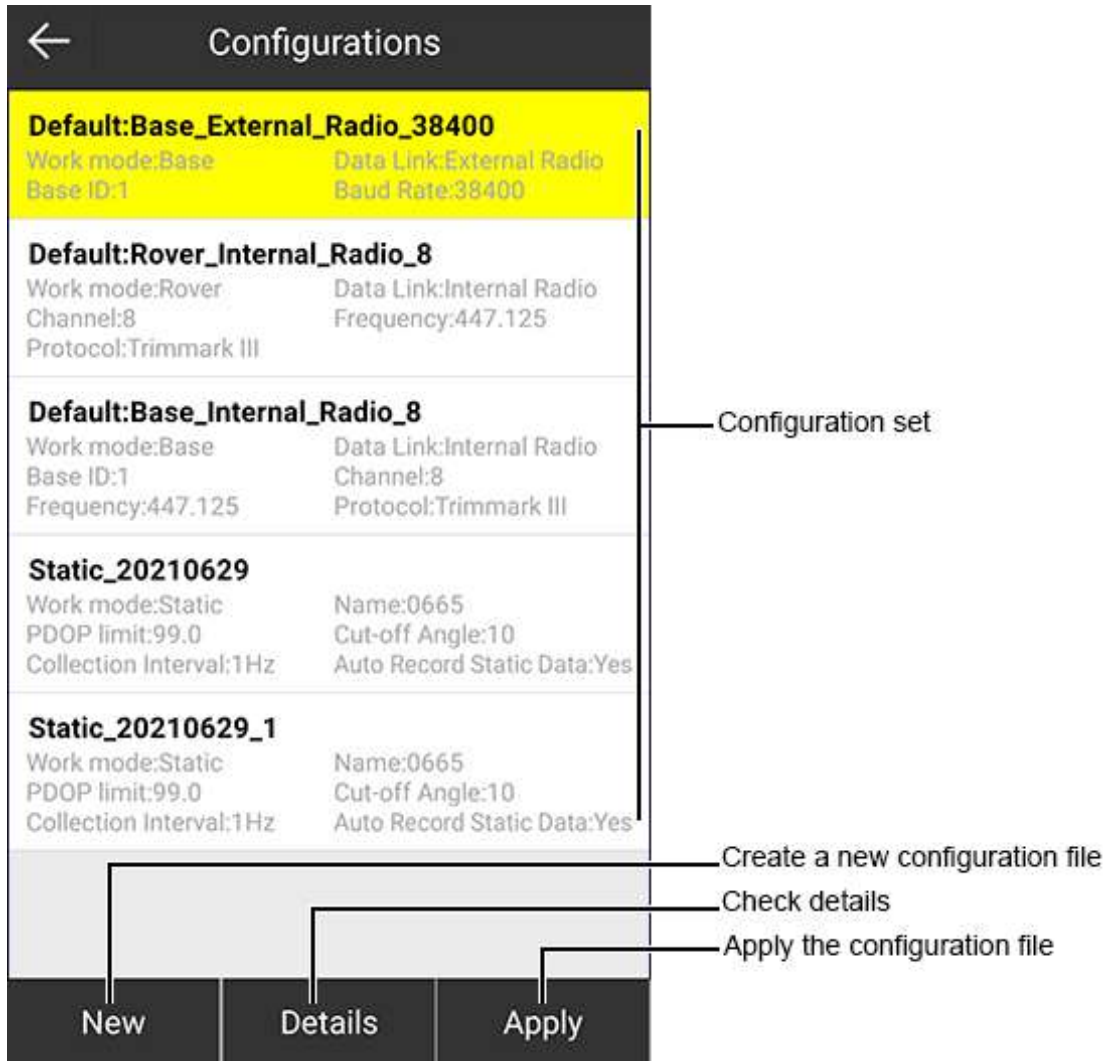 Configurations
Default:Base_External_Radio_38400
Work mode:Base Data Link:External Radio
Base ID:1 Baud Rate:38400
Default:Rover_Internal_Radio_8
Work mode:Rover Data Link:Internal Radio
Channel:8 Frequency:447.125
Protocol:Trimmark III
Default:Base_Internal_Radio_8
Work mode:Base Data Link:Internal Radio
Base ID:1 Channel:8
Frequency:447.125 Protocol:Trimmark III
Configuration set
Static_20210629
Work mode:Static Name:0665
PDOP limit:99.0 Cut-off Angle:10
Collection Interval:1Hz Auto Record Static Data:Yes
Static_20210629_1
Work mode:Static Name:0665
PDOP limit:99.0 Cut-off Angle:10
Collection Interval:1Hz Auto Record Static Data:Yes
Create a new configuration file
Check details
Apply the configuration file
New Details Apply